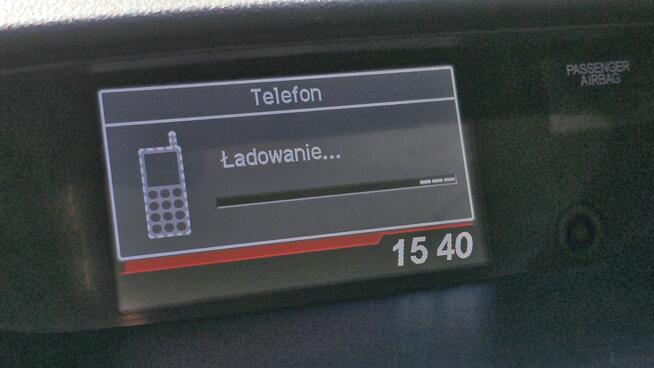 Telefon
PASSENGER
AIRBAG
Ładowanie...
15 40